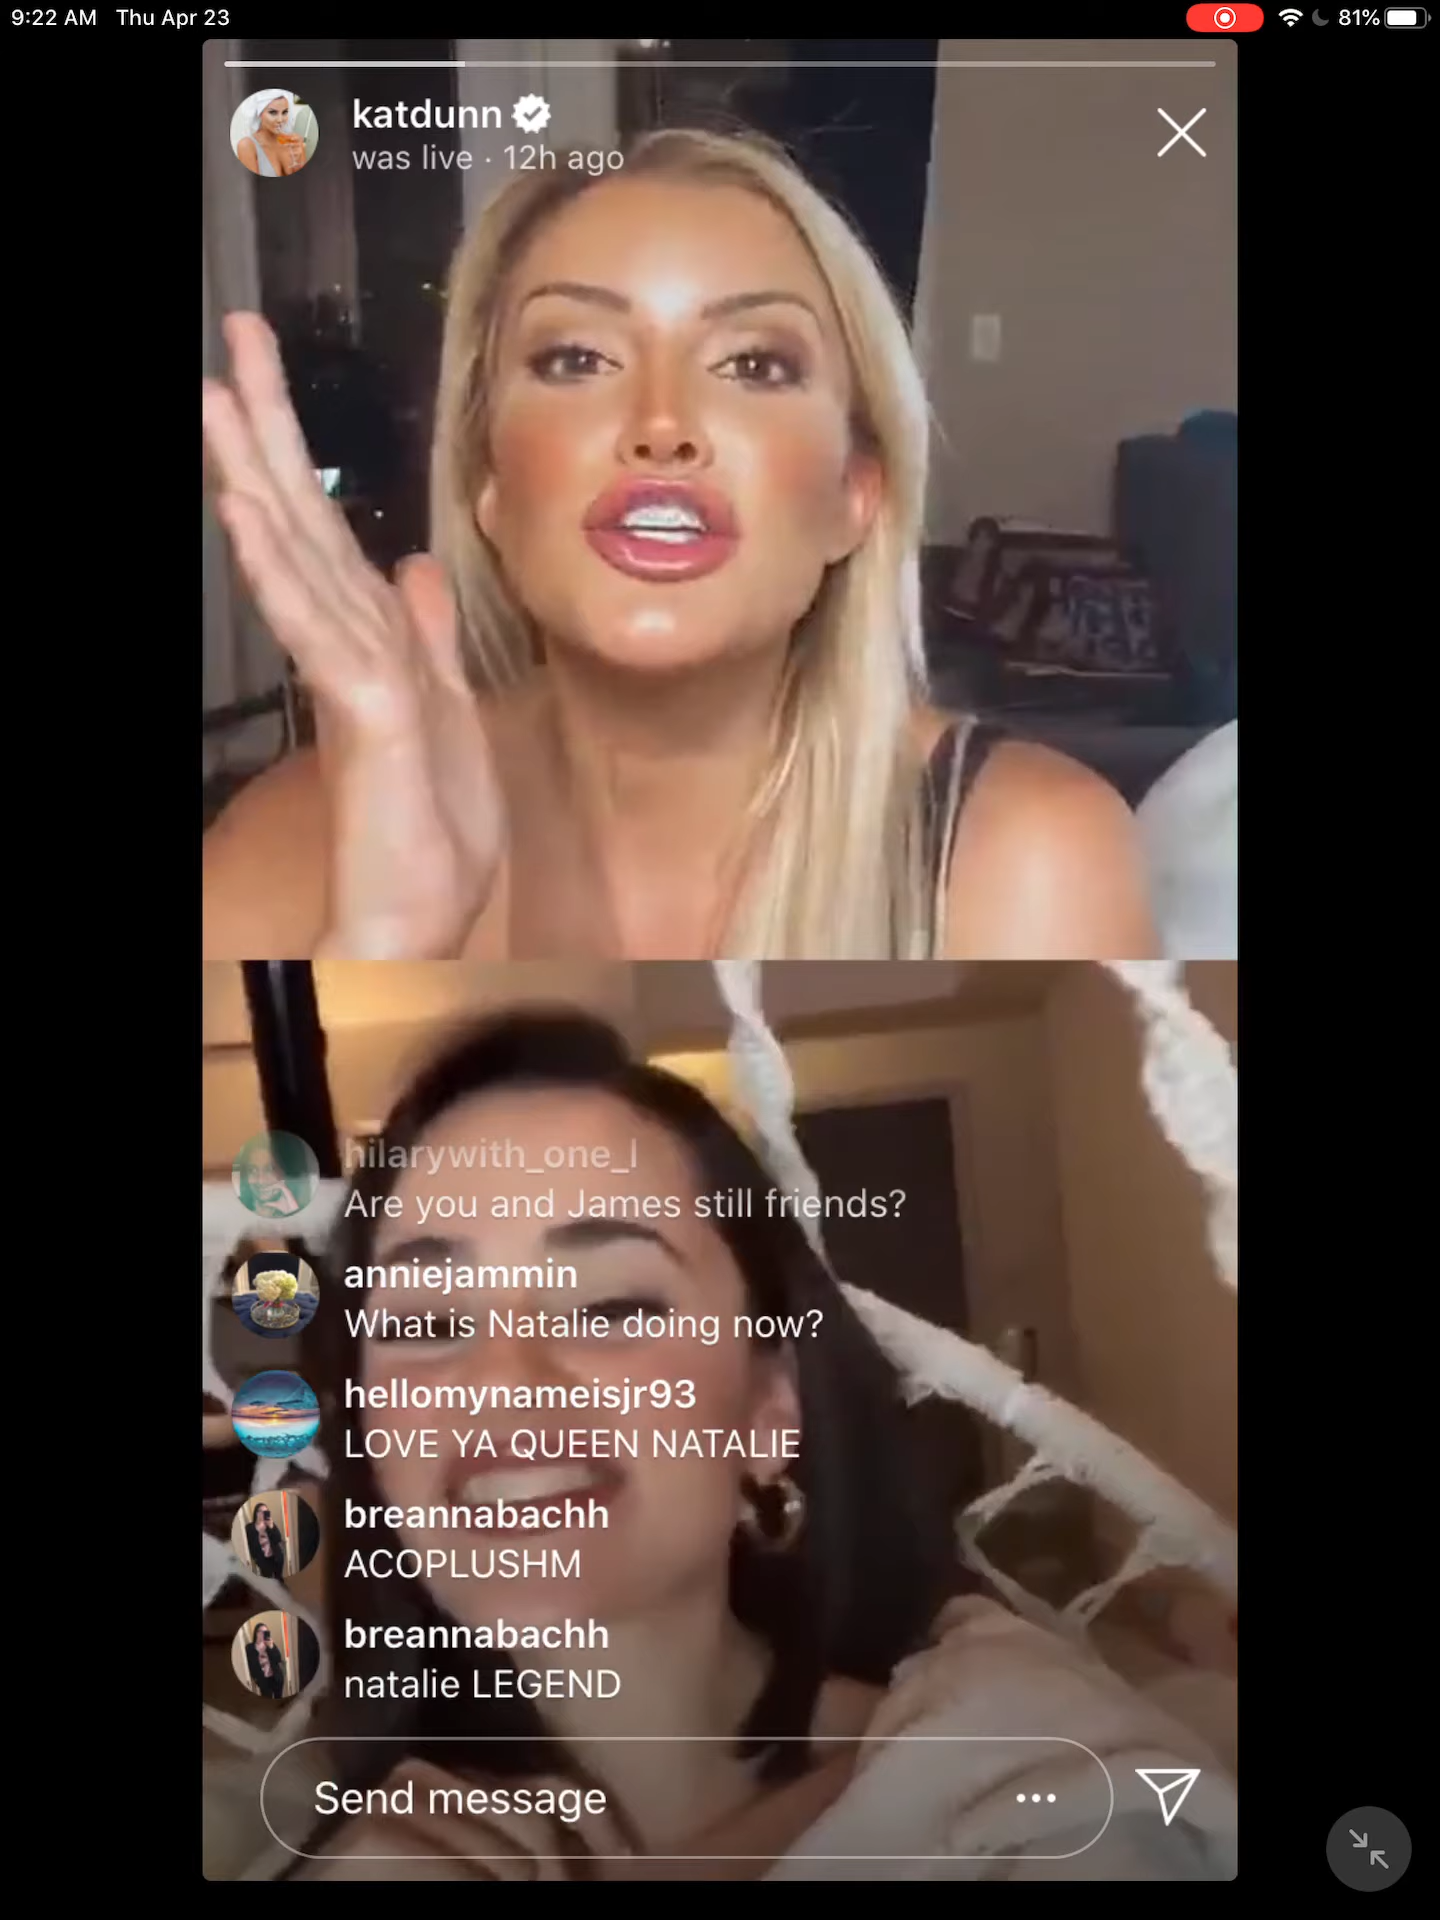 9:22 AM Thu Apr 23
81%
katdunn
was live · 12h ago
hilarywith_one_l
Are you and James still friends?
anniejammin
What is Natalie doing now?
hellomynameisjr93
LOVE YA QUEEN NATALIE
breannabachh
ACOPLUSHM
breannabachh
natalie LEGEND
Send message